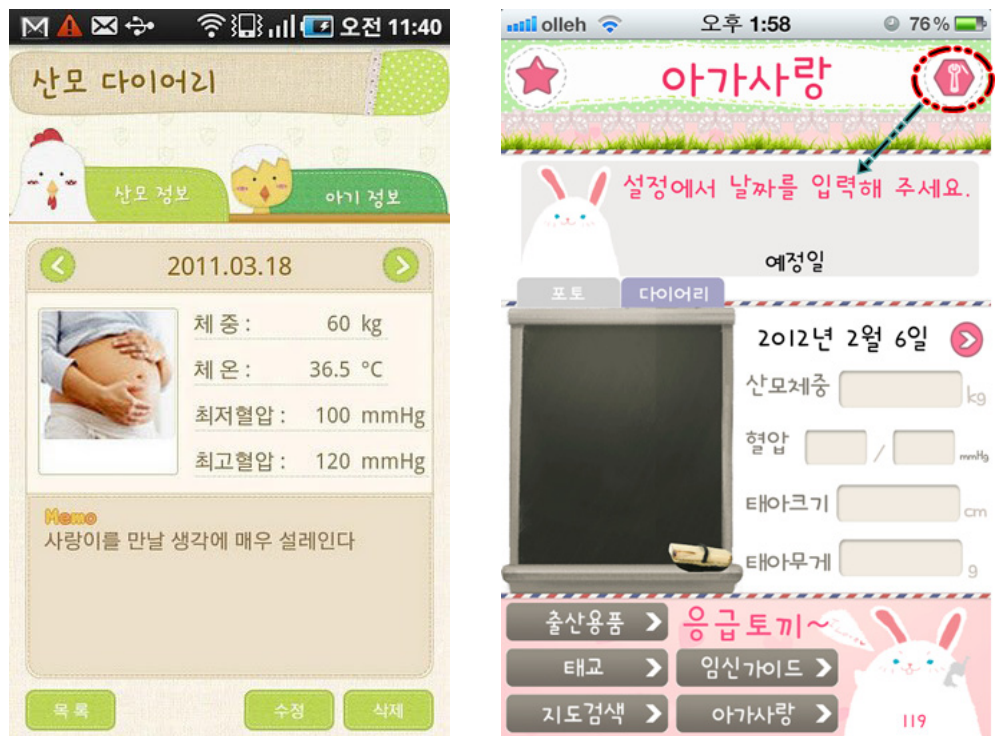 오전 11:40
산모 다이어리
산모 정보
아기 정보
2011.03.18
체 중 : 60 kg
체 온 : 36.5 °C
최저혈압 : 100 mmHg
최고혈압 : 120 mmHg
Memo
사랑이를 만날 생각에 매우 설레인다
목 록
수정
삭제
olleh 오후 1:58 76%
아가사랑
설정에서 날짜를 입력해 주세요.
예정일
포토
다이어리
2012년 2월 6일
산모체중 kg
혈압 / mmHg
태아크기 cm
태아무게 g
출산용품
응급토끼~
태교
임신가이드
지도검색
아가사랑
119